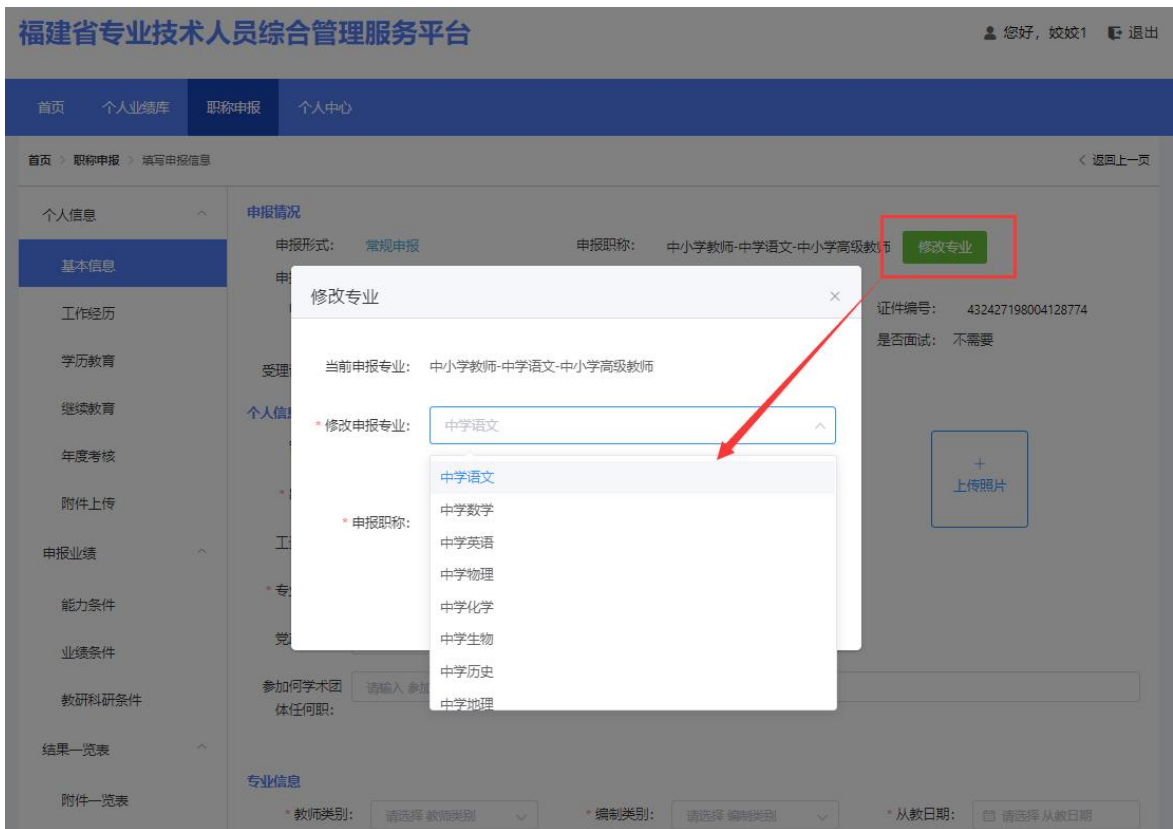 福建省专业技术人员综合管理服务平台
您好，姣姣1 退出
首页 个人业绩库 职称申报 个人中心
首页 > 职称申报 > 填写申报信息 < 返回上一页
个人信息
基本信息
工作经历
学历教育
继续教育
年度考核
附件上传
申报业绩
能力条件
业绩条件
教研科研条件
结果一览表
附件一览表
申报情况
申报形式： 常规申报 申报职称： 中小学教师-中学语文-中小学高级教师 修改专业
证件编号： 432427198004128774
是否面试： 不需要
受理
个人信息
上传照片
修改专业 ×
当前申报专业： 中小学教师-中学语文-中小学高级教师
* 修改申报专业： 中学语文
中学语文
中学数学
中学英语
中学物理
中学化学
中学生物
中学历史
中学地理
* 申报职称：
参加何学术团 请输入 参加
体任何职：
专业信息
* 教师类别： 请选择 教师类别 * 编制类别： 请选择 编制类别 * 从教日期： 请选择 从教日期